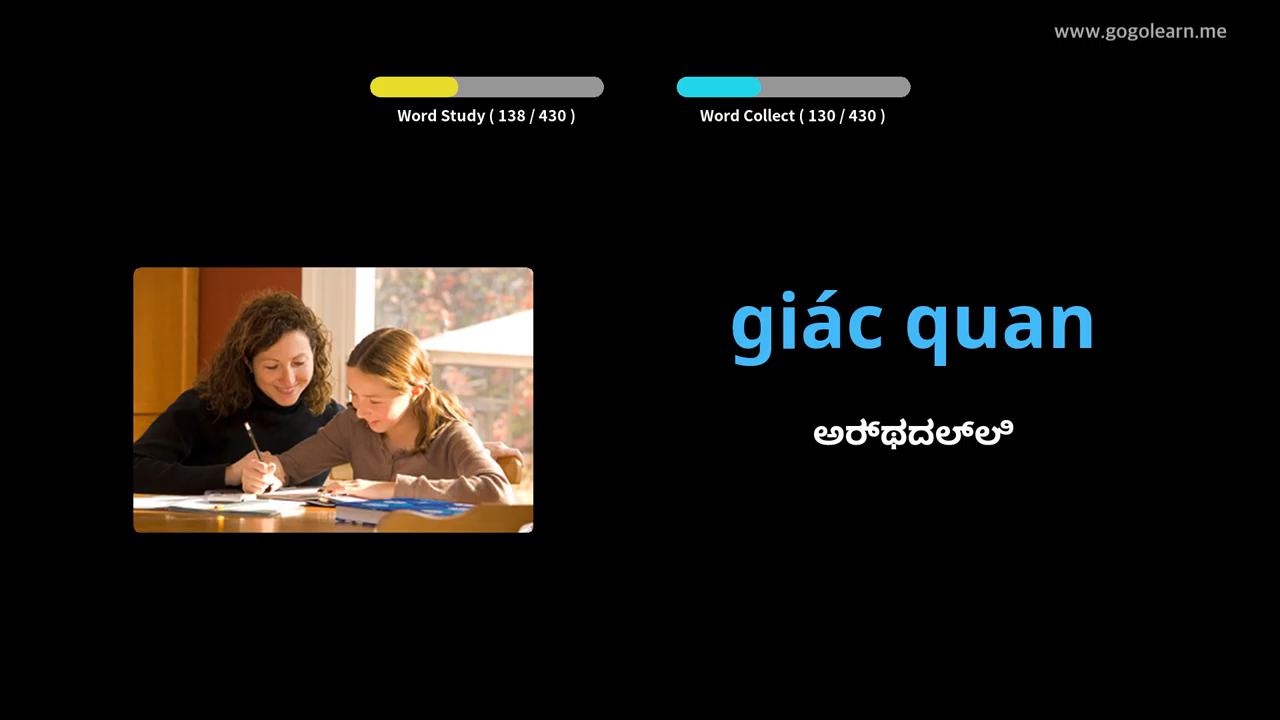 www.gogolearn.me
Word Study ( 138 / 430 )
Word Collect ( 130 / 430 )
giác quan
ಅರ್ಥದಲ್ಲಿ